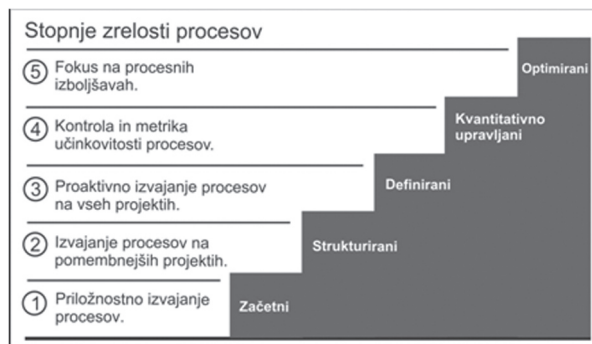 Stopnje zrelosti procesov
5 Fokus na procesnih
izboljšavah.
Optimirani
4 Kontrola in metrika
učinkovitosti procesov.
Kvantitativno
upravljani
3 Proaktivno izvajanje procesov
na vseh projektih.
Definirani
2 Izvajanje procesov na
pomembnejših projektih.
Strukturirani
1 Priložnostno izvajanje
procesov.
Začetni